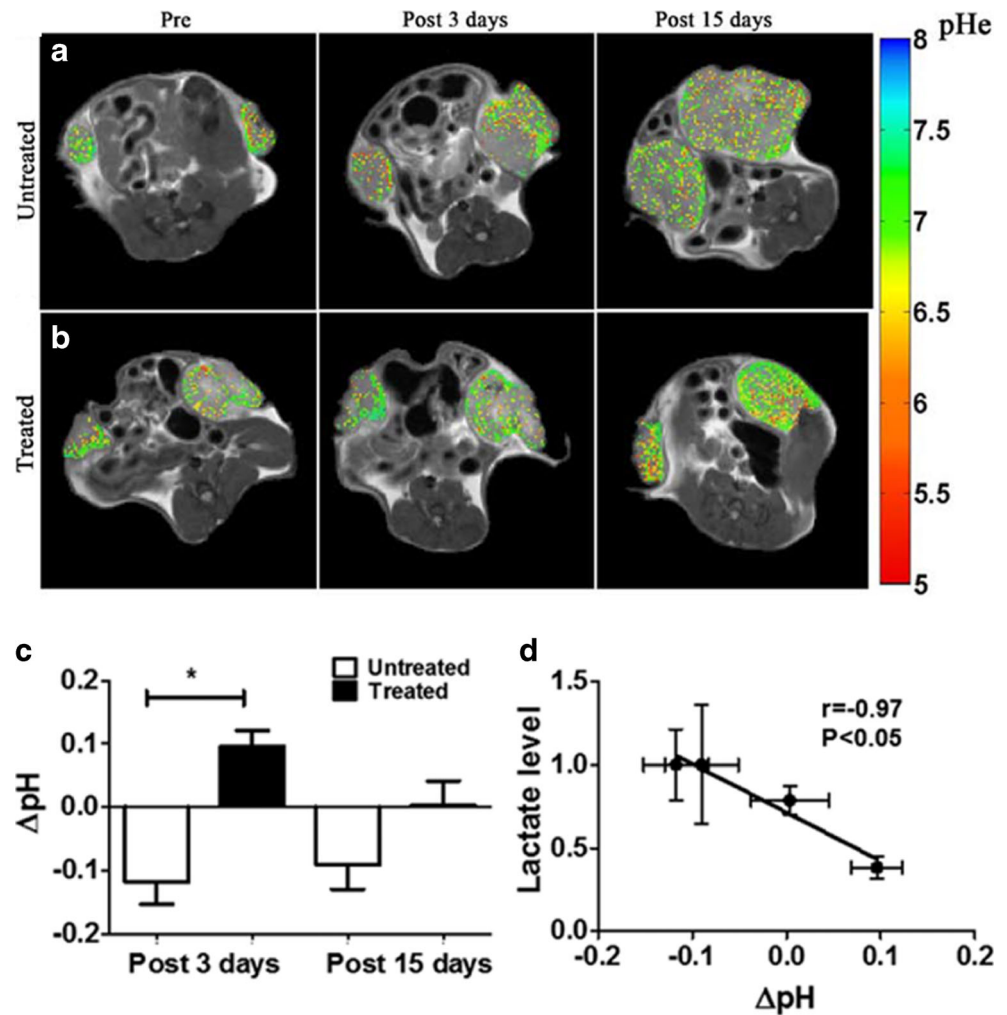 Pre Post 3 days Post 15 days pHe
a
Untreated
b
Treated
8
7.5
7
6.5
6
5.5
5
c
Untreated
Treated
*
0.2
0.1
0.0
-0.1
-0.2
ΔpH
Post 3 days Post 15 days
d
r=-0.97
P<0.05
1.5
1.0
0.5
0.0
Lactate level
-0.2 -0.1 0.0 0.1 0.2
ΔpH